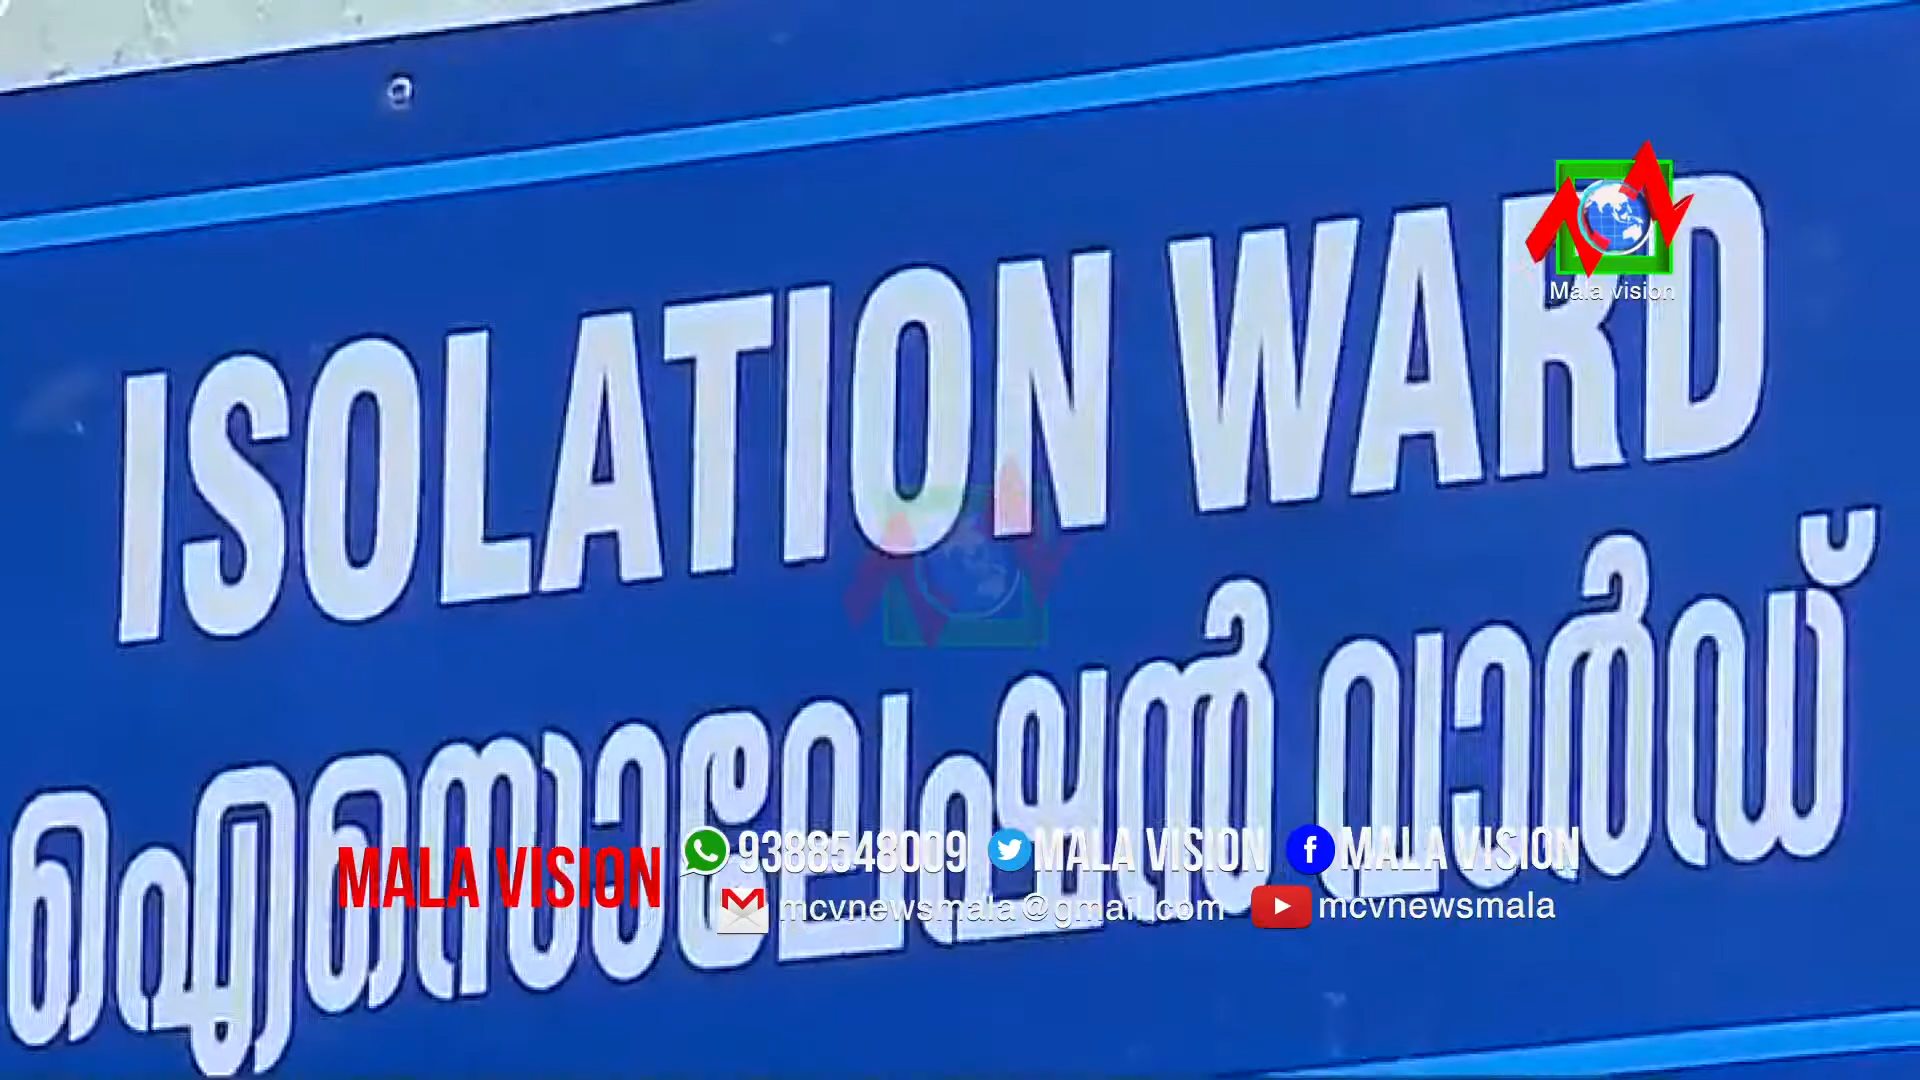 ISOLATION WARD
Mala vision
ഐസൊലേഷൻ വാർഡ്
MALA VISION 9388548009 MALA VISION MALA VISION
mcvnewsmala@gmail.com mcvnewsmala